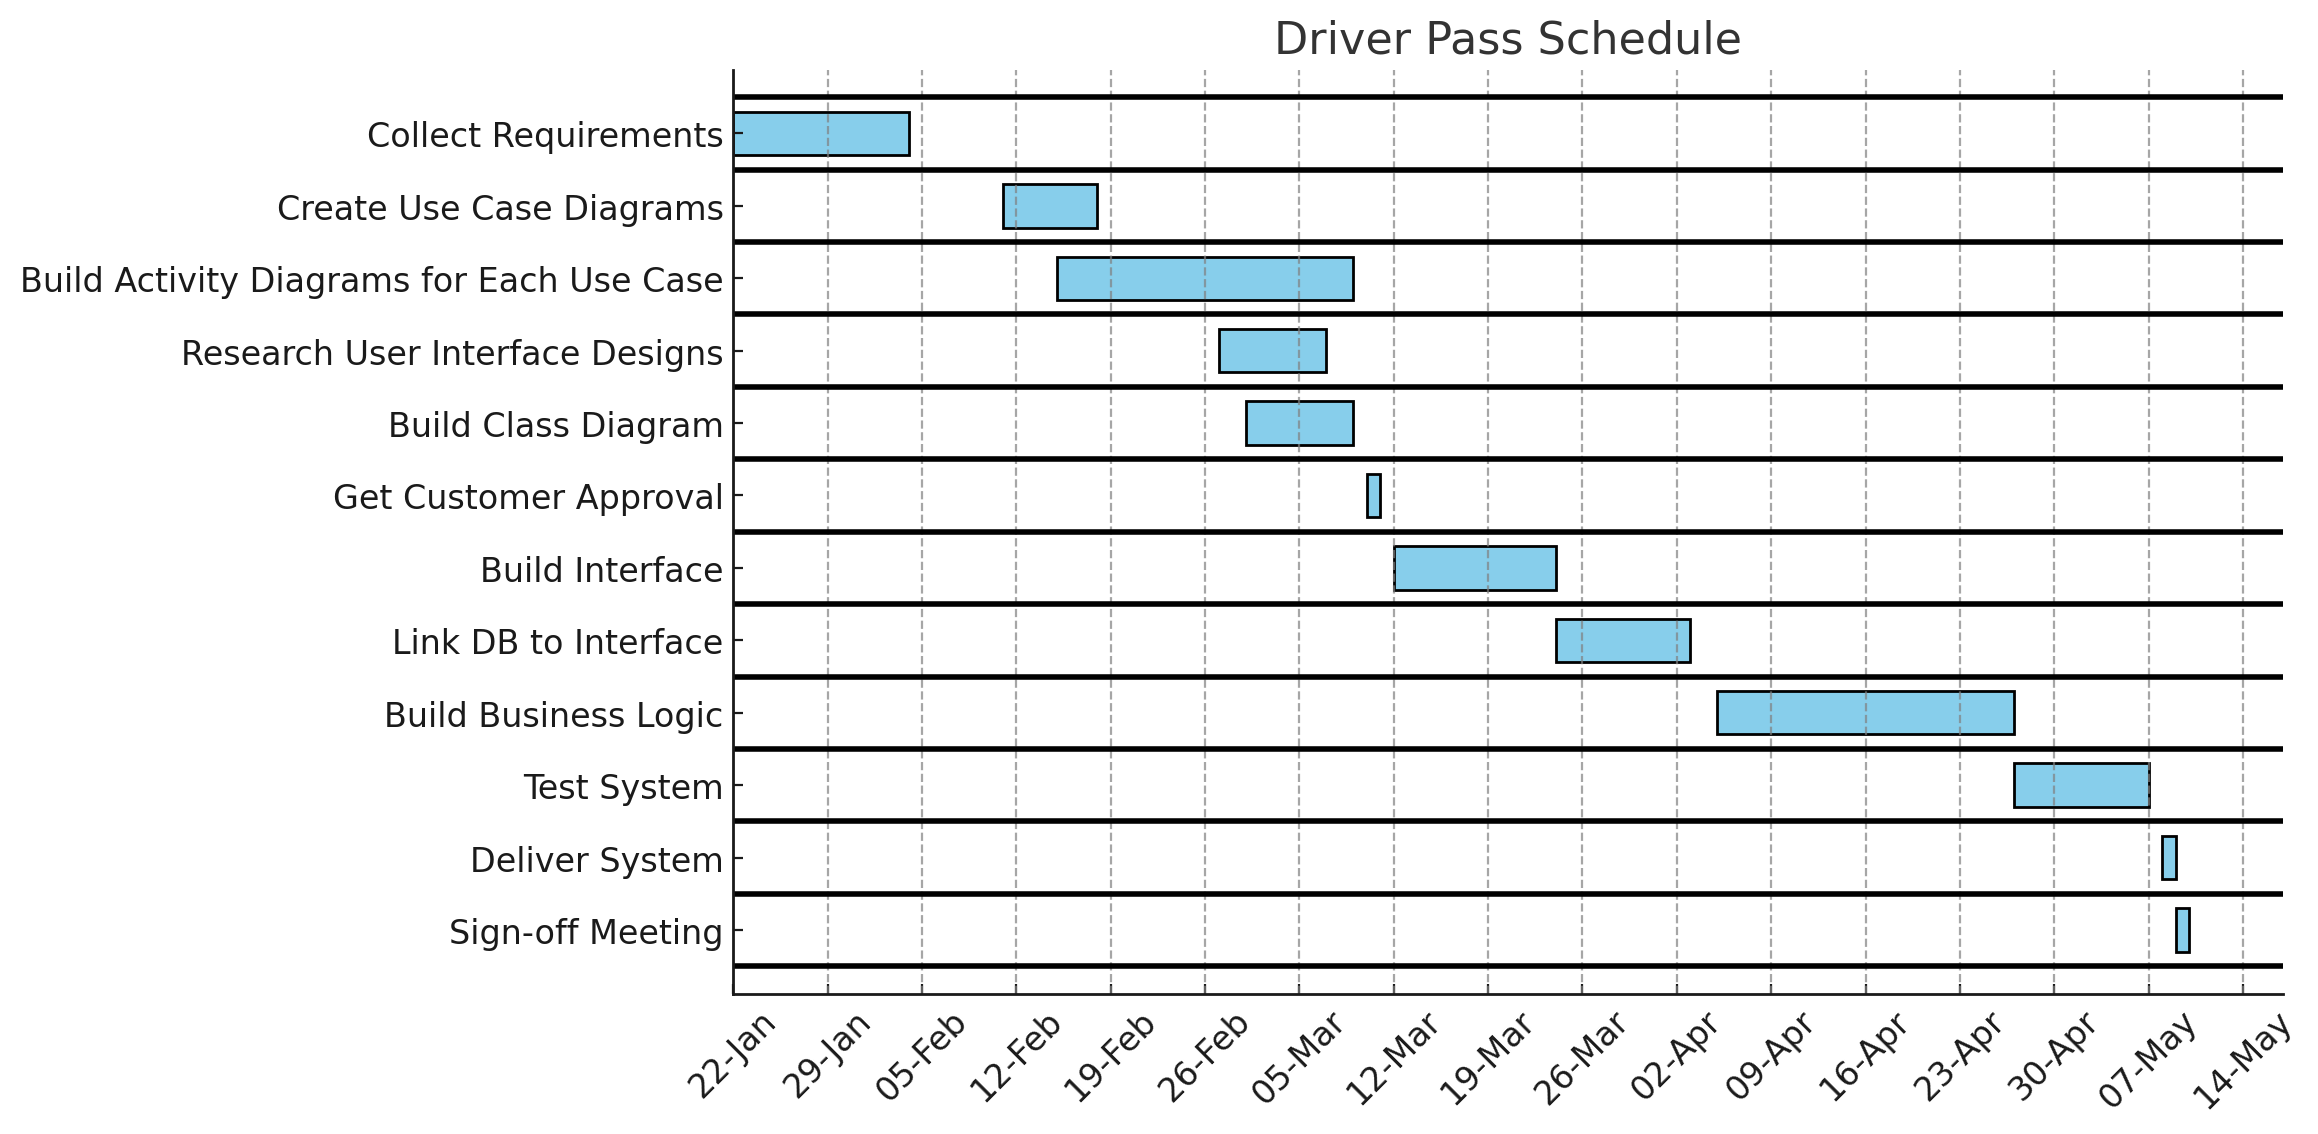 Driver Pass Schedule
Collect Requirements
Create Use Case Diagrams
Build Activity Diagrams for Each Use Case
Research User Interface Designs
Build Class Diagram
Get Customer Approval
Build Interface
Link DB to Interface
Build Business Logic
Test System
Deliver System
Sign-off Meeting
22-Jan
29-Jan
05-Feb
12-Feb
19-Feb
26-Feb
05-Mar
12-Mar
19-Mar
26-Mar
02-Apr
09-Apr
16-Apr
23-Apr
30-Apr
07-May
14-May